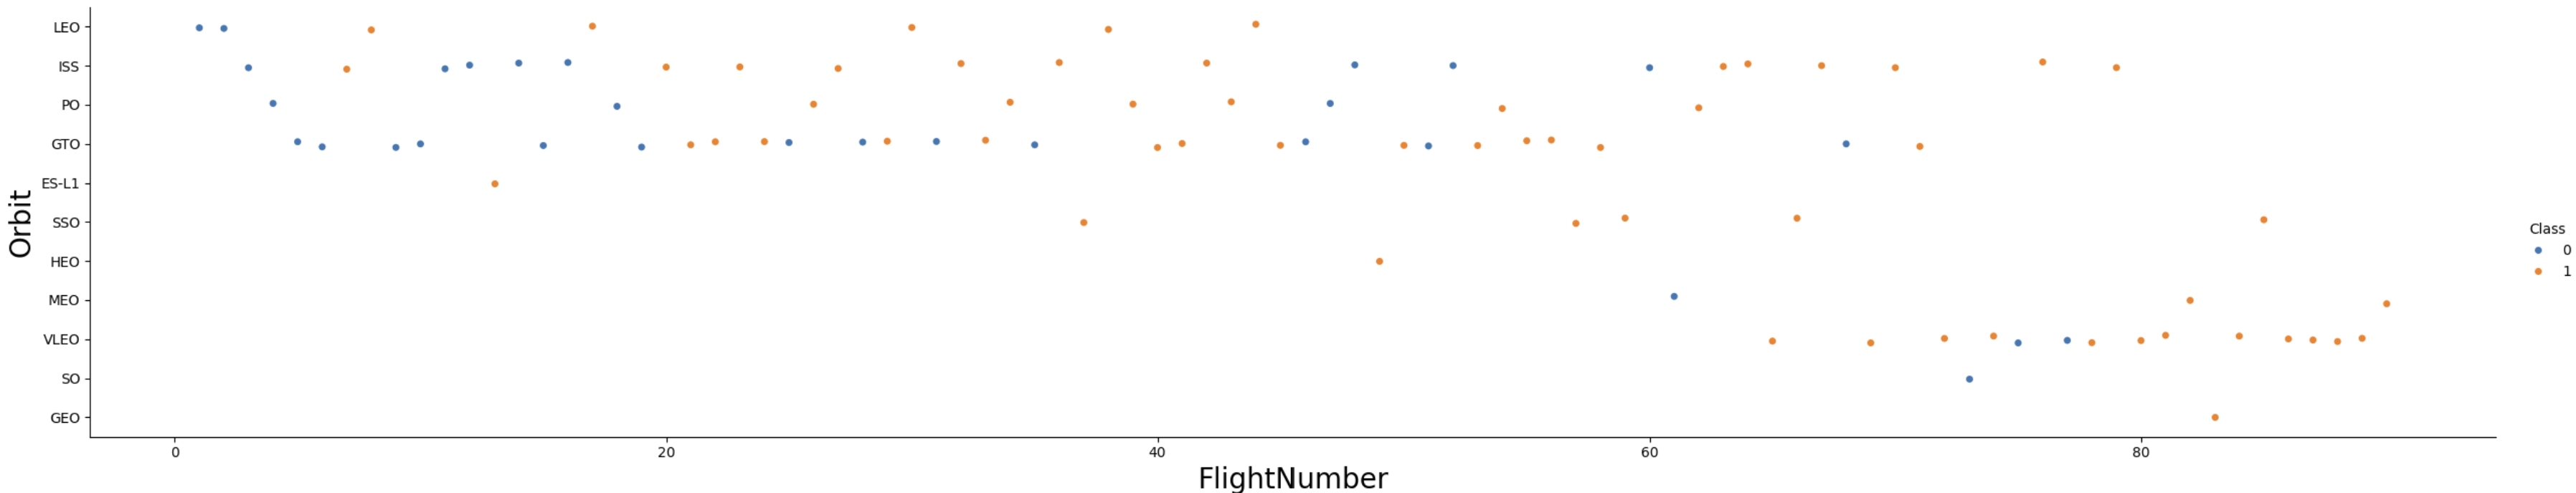 LEO
ISS
PO
GTO
ES-L1
SSO
HEO
MEO
VLEO
SO
GEO
Orbit
0 20 40 60 80
FlightNumber
Class
0
1